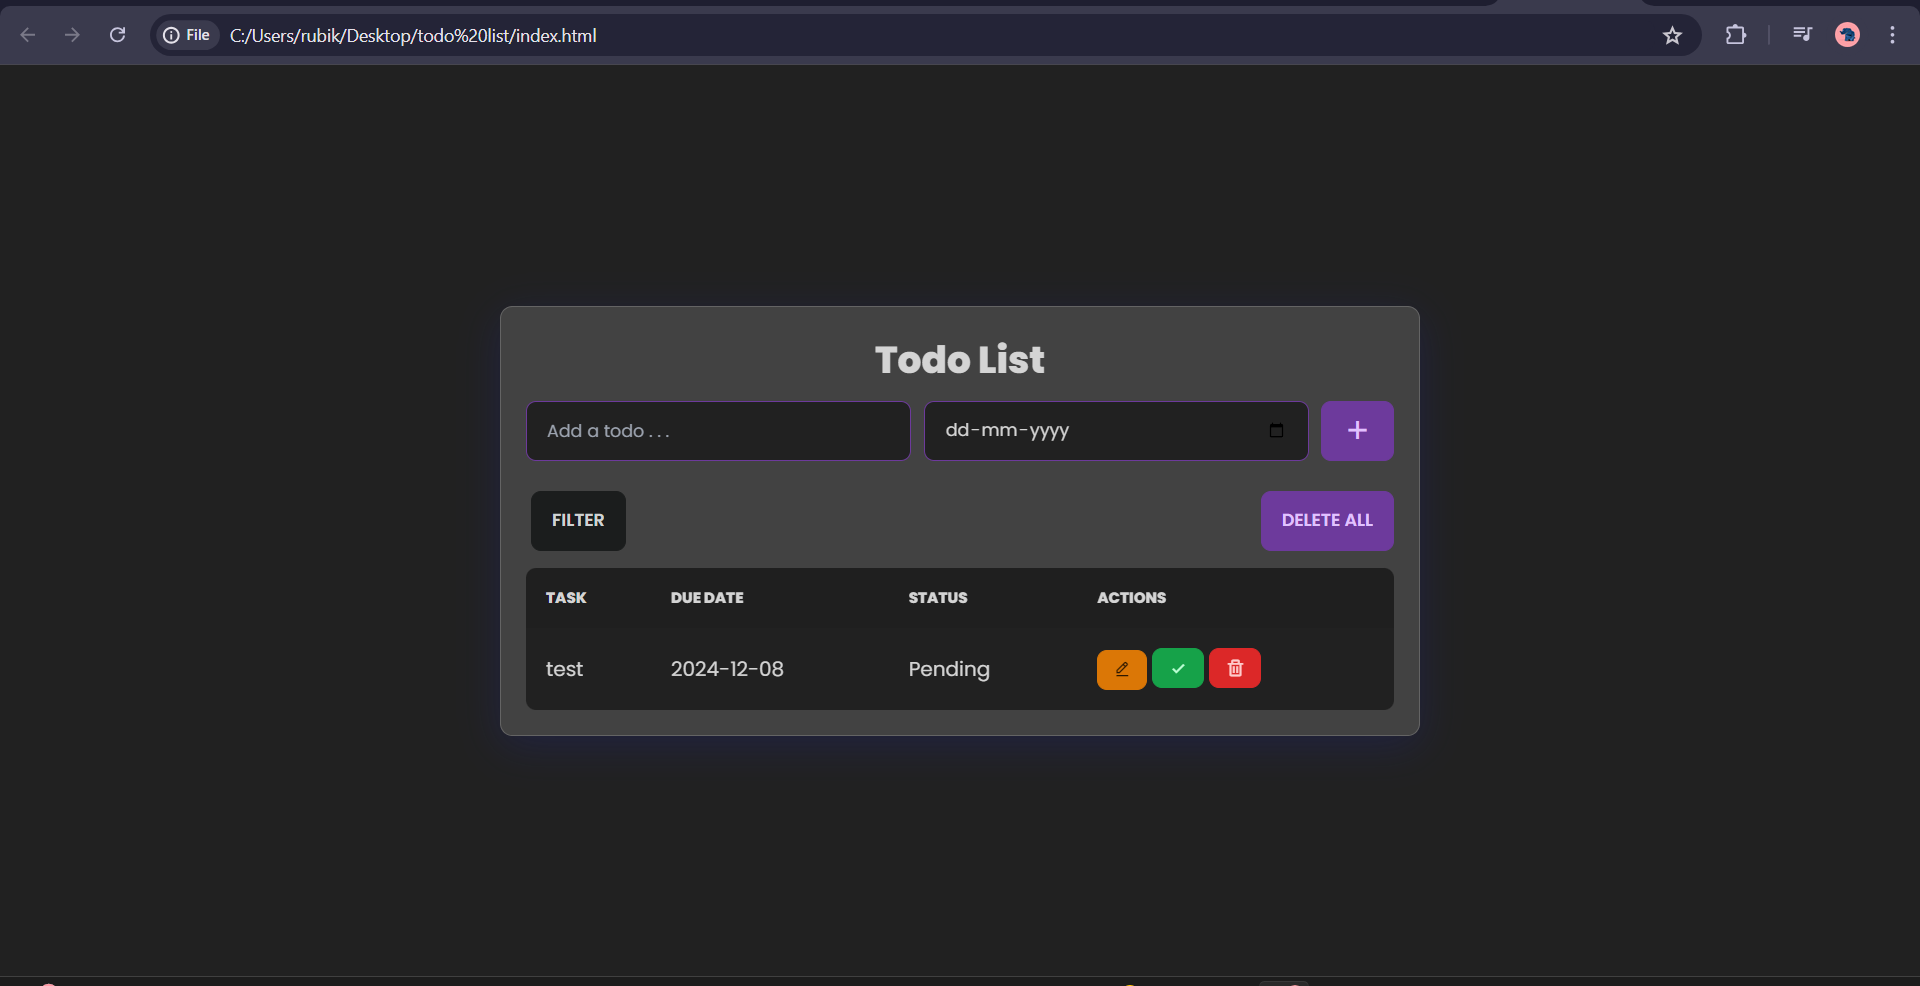 File C:/Users/rubik/Desktop/todo%20list/index.html
Todo List
Add a todo . . .
dd-mm-yyyy
+
FILTER
DELETE ALL
TASK DUE DATE STATUS ACTIONS
test 2024-12-08 Pending